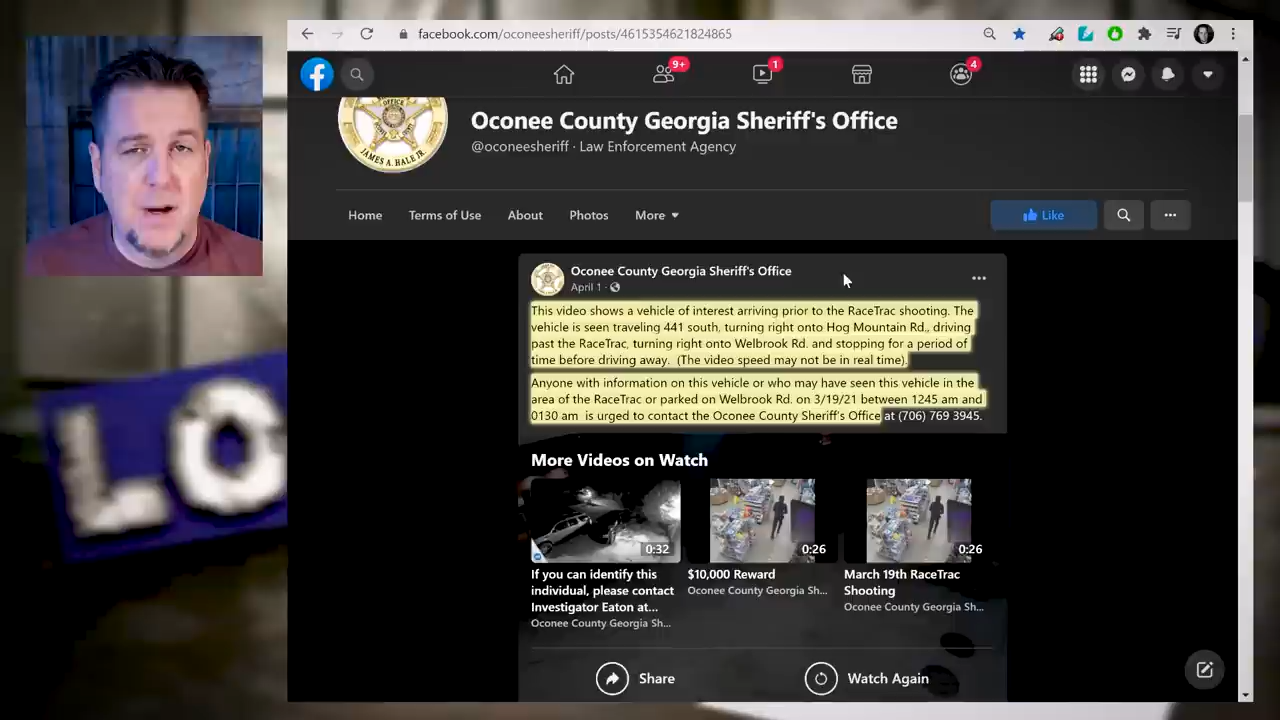 facebook.com/oconeesheriff/posts/4615354621824865
9+
1
4
OFFICE
JAMES A. HALE JR.
Oconee County Georgia Sheriff's Office
@oconeesheriff · Law Enforcement Agency
Home
Terms of Use
About
Photos
More
Like
Oconee County Georgia Sheriff's Office
April 1 ·
This video shows a vehicle of interest arriving prior to the RaceTrac shooting. The
vehicle is seen traveling 441 south, turning right onto Hog Mountain Rd., driving
past the RaceTrac, turning right onto Welbrook Rd. and stopping for a period of
time before driving away. (The video speed may not be in real time).
Anyone with information on this vehicle or who may have seen this vehicle in the
area of the RaceTrac or parked on Welbrook Rd. on 3/19/21 between 1245 am and
0130 am is urged to contact the Oconee County Sheriff's Office at (706) 769 3945.
LO
More Videos on Watch
0:32
0:26
0:26
If you can identify this
individual, please contact
Investigator Eaton at...
Oconee County Georgia Sh...
$10,000 Reward
Oconee County Georgia Sh...
March 19th RaceTrac
Shooting
Oconee County Georgia Sh...
Share
Watch Again